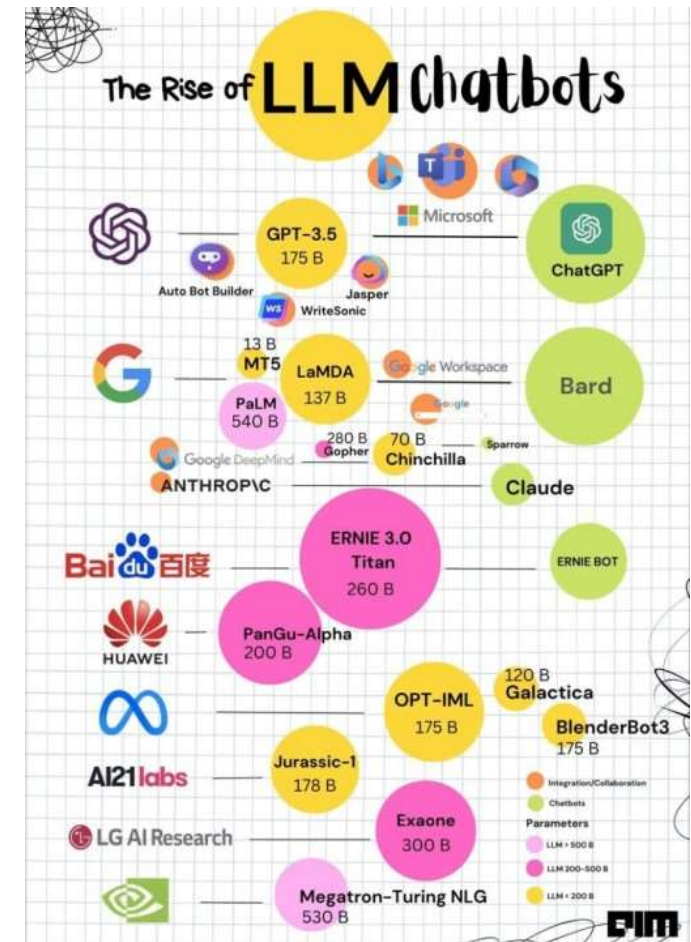 The Rise of LLM Chatbots
T
Microsoft
GPT-3.5
175 B
ChatGPT
Auto Bot Builder
Jasper
WS
WriteSonic
13 B
MT5
LaMDA
137 B
Google Workspace
Bard
PaLM
540 B
Google
280 B
Gopher
70 B
Chinchilla
Sparrow
Google DeepMind
ANTHROP\C
Claude
ERNIE 3.0
Titan
260 B
Bai du 百度
ERNIE BOT
PanGu-Alpha
200 B
HUAWEI
120 B
Galactica
OPT-IML
175 B
BlenderBot3
175 B
Jurassic-1
178 B
AI21labs
Integration/Collaboration
Chatbots
Parameters
LLM > 500 B
LLM 200-500 B
LLM < 200 B
Exaone
300 B
LG AI Research
Megatron-Turing NLG
530 B
AIM